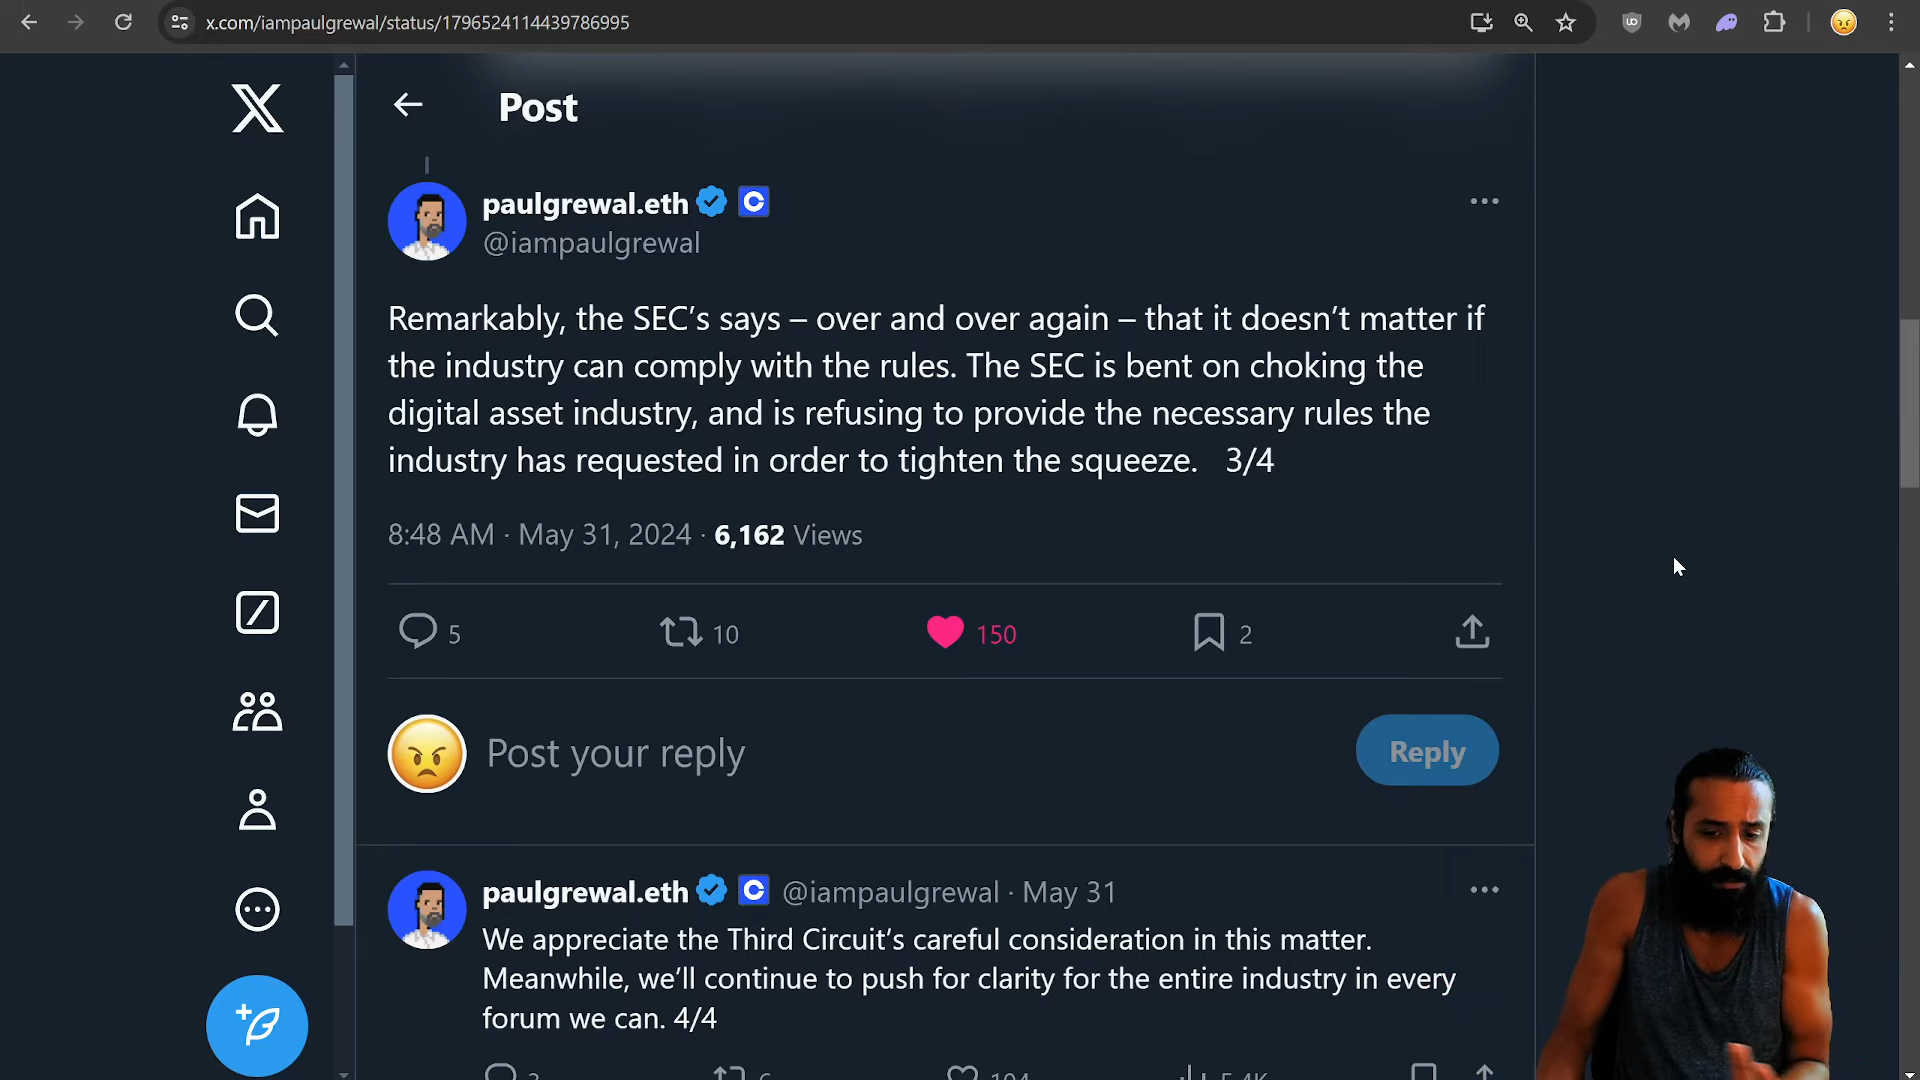 x.com/iampaulgrewal/status/1796524114439786995
Post
paulgrewal.eth
@iampaulgrewal
Remarkably, the SEC’s says – over and over again – that it doesn’t matter if
the industry can comply with the rules. The SEC is bent on choking the
digital asset industry, and is refusing to provide the necessary rules the
industry has requested in order to tighten the squeeze. 3/4
8:48 AM · May 31, 2024 · 6,162 Views
5 10 150 2
Post your reply
Reply
paulgrewal.eth @iampaulgrewal · May 31
We appreciate the Third Circuit’s careful consideration in this matter.
Meanwhile, we’ll continue to push for clarity for the entire industry in every
forum we can. 4/4